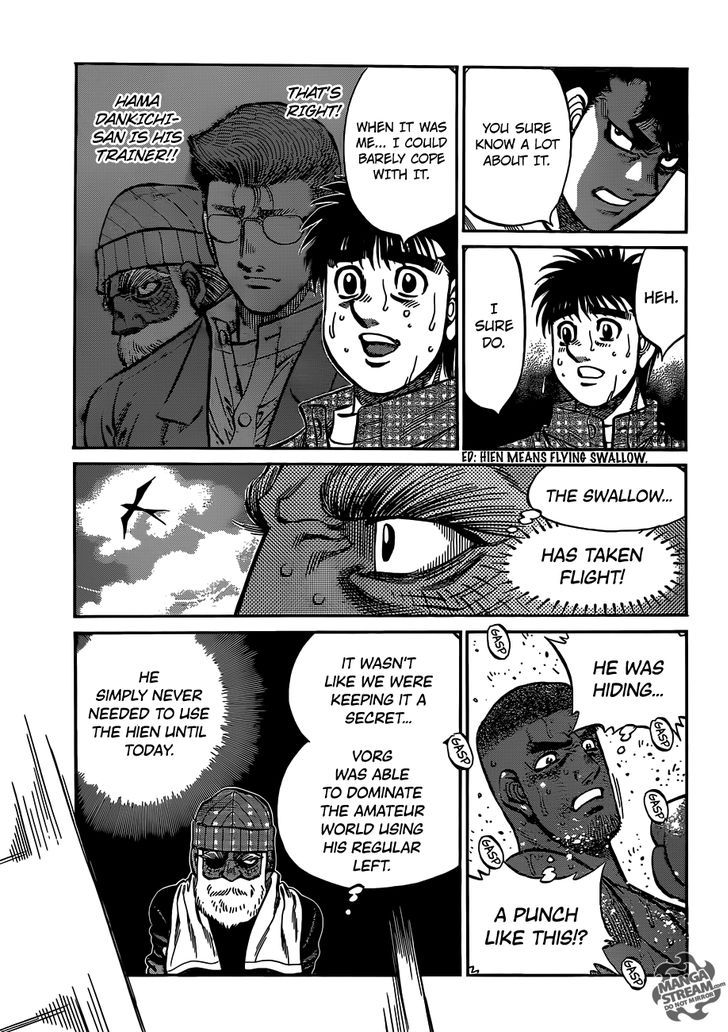 YOU SURE
KNOW A LOT
ABOUT IT.
WHEN IT WAS
ME... I COULD
BARELY COPE
WITH IT.
THAT'S
RIGHT!
HAMA
DANKICHI-
SAN IS HIS
TRAINER!!
HEH.
I
SURE
DO.
ED: HIEN MEANS FLYING SWALLOW.
THE SWALLOW...
HAS TAKEN
FLIGHT!
GASP
HE WAS
HIDING...
GASP
GASP
GASP
A PUNCH
LIKE THIS!?
GASP
IT WASN'T
LIKE WE WERE
KEEPING IT A
SECRET...
VORG
WAS ABLE
TO DOMINATE
THE AMATEUR
WORLD USING
HIS REGULAR
LEFT.
HE
SIMPLY NEVER
NEEDED TO USE
THE HIEN UNTIL
TODAY.
MANGA
STREAM.COM
DO NOT MIRROR